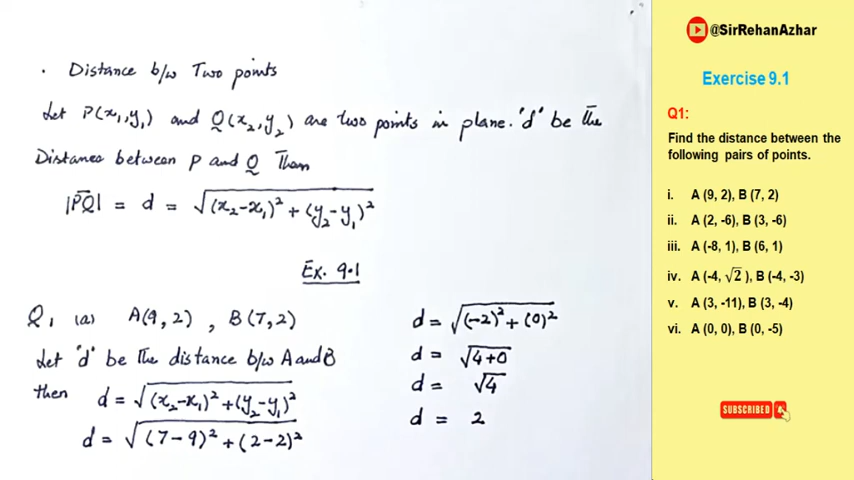 . Distance b/w Two points
Let P(x₁,y₁) and Q(x₂,y₂) are two points in plane. 'd' be the
Distance between P and Q Then
|P̅Q̅| = d = √((x₂-x₁)² + (y₂-y₁)²)
Ex. 9.1
Q₁ (a) A(9,2) , B(7,2)
Let 'd' be the distance b/w A and B
then d = √((x₂-x₁)² + (y₂-y₁)²)
d = √((7-9)² + (2-2)²)
d = √((-2)² + (0)²)
d = √(4+0)
d = √4
d = 2
@SirRehanAzhar
Exercise 9.1
Q1:
Find the distance between the
following pairs of points.
i. A (9, 2), B (7, 2)
ii. A (2, -6), B (3, -6)
iii. A (-8, 1), B (6, 1)
iv. A (-4, √2 ), B (-4, -3)
v. A (3, -11), B (3, -4)
vi. A (0, 0), B (0, -5)
SUBSCRIBED